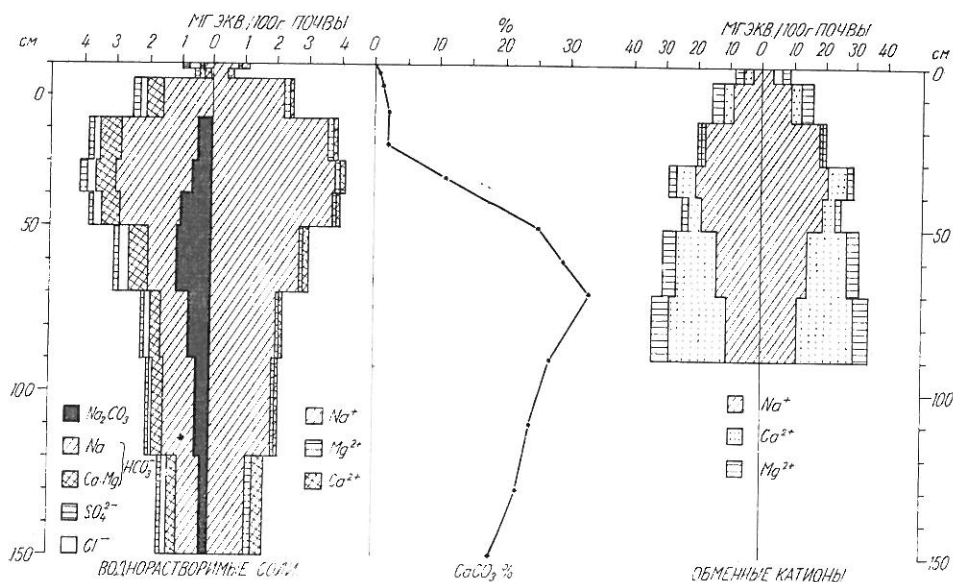 МГ ЭКВ/100г ПОЧВЫ
см 4 3 2 1 0 1 2 3 4
%
0 10 20 30
МГ ЭКВ/100г ПОЧВЫ
40 30 20 10 0 10 20 30 40 см
0
50
100
150
0
50
100
150
Na₂CO₃
Na
Ca·Mg
HCO₃⁻
SO₄²⁻
Cl⁻
Na⁺
Mg²⁺
Ca²⁺
Na⁺
Ca²⁺
Mg²⁺
ВОДНОРАСТВОРИМЫЕ СОЛИ
CaCO₃ %
ОБМЕННЫЕ КАТИОНЫ